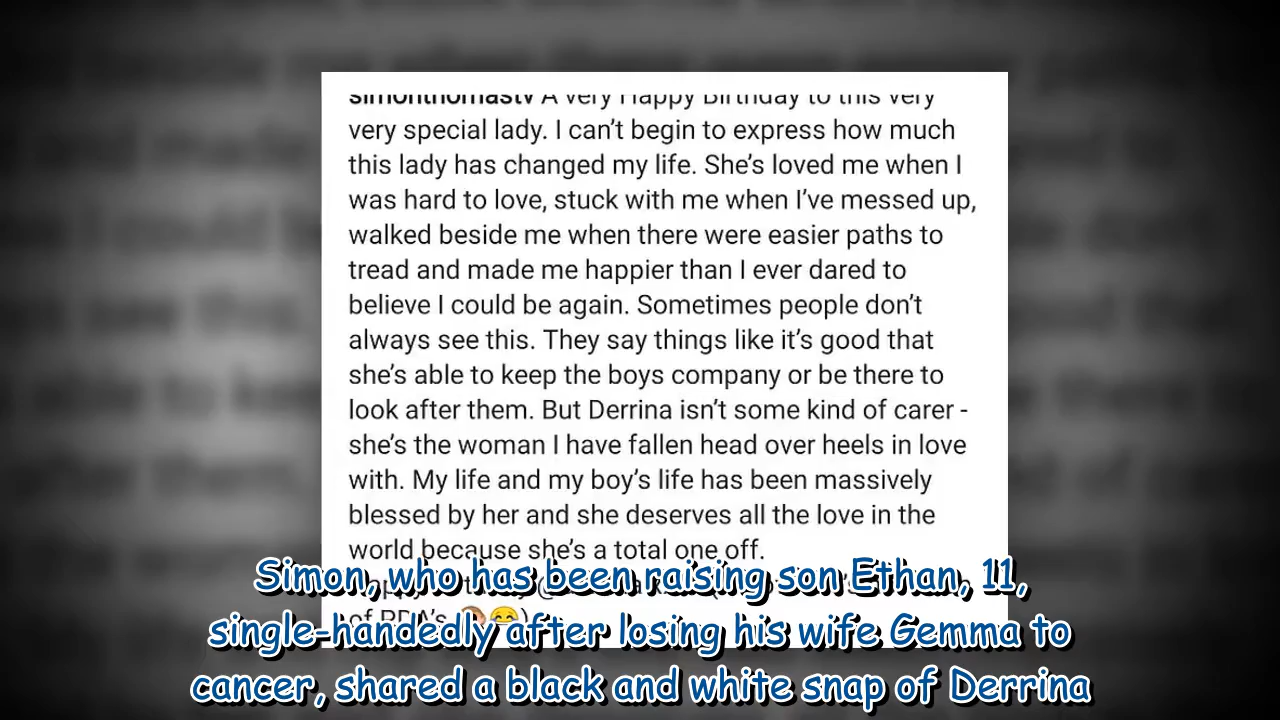 simonthomastv A very Happy Birthday to this very
very special lady. I can’t begin to express how much
this lady has changed my life. She’s loved me when I
was hard to love, stuck with me when I’ve messed up,
walked beside me when there were easier paths to
tread and made me happier than I ever dared to
believe I could be again. Sometimes people don’t
always see this. They say things like it’s good that
she’s able to keep the boys company or be there to
look after them. But Derrina isn’t some kind of carer -
she’s the woman I have fallen head over heels in love
with. My life and my boy’s life has been massively
blessed by her and she deserves all the love in the
world because she’s a total one off.
of PDA’s 😂)
Simon, who has been raising son Ethan, 11,
single-handedly after losing his wife Gemma to
cancer, shared a black and white snap of Derrina